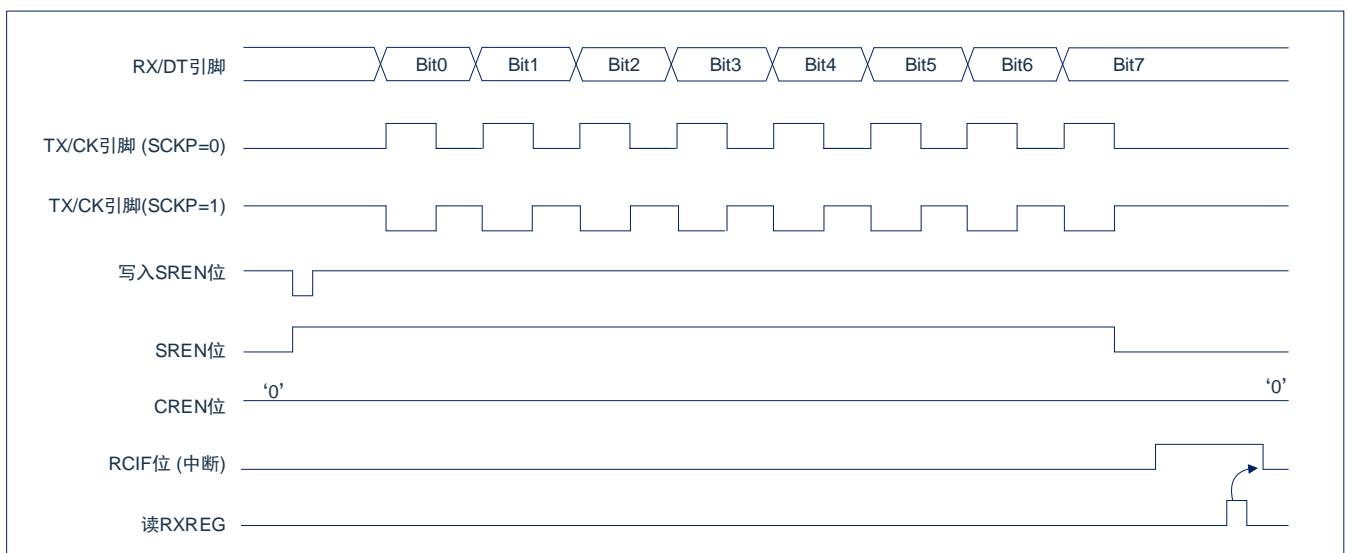 RX/DT引脚 Bit0 Bit1 Bit2 Bit3 Bit4 Bit5 Bit6 Bit7
TX/CK引脚 (SCKP=0)
TX/CK引脚(SCKP=1)
写入SREN位
SREN位
‘0’ ‘0’
CREN位
RCIF位 (中断)
读RXREG